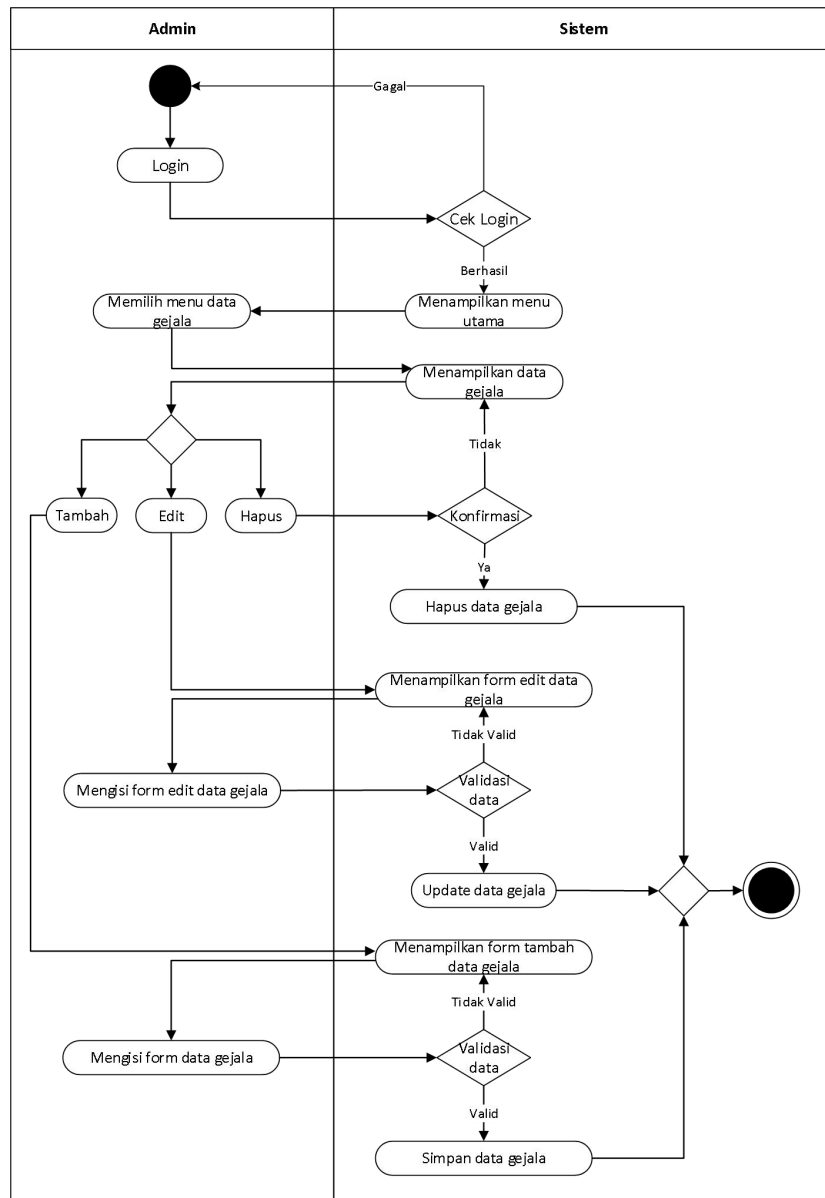 Admin
Sistem
Gagal
Login
Cek Login
Berhasil
Memilih menu data
gejala
Menampilkan menu
utama
Menampilkan data
gejala
Tidak
Tambah
Edit
Hapus
Konfirmasi
Ya
Hapus data gejala
Menampilkan form edit data
gejala
Tidak Valid
Mengisi form edit data gejala
Validasi
data
Valid
Update data gejala
Menampilkan form tambah
data gejala
Tidak Valid
Mengisi form data gejala
Validasi
data
Valid
Simpan data gejala